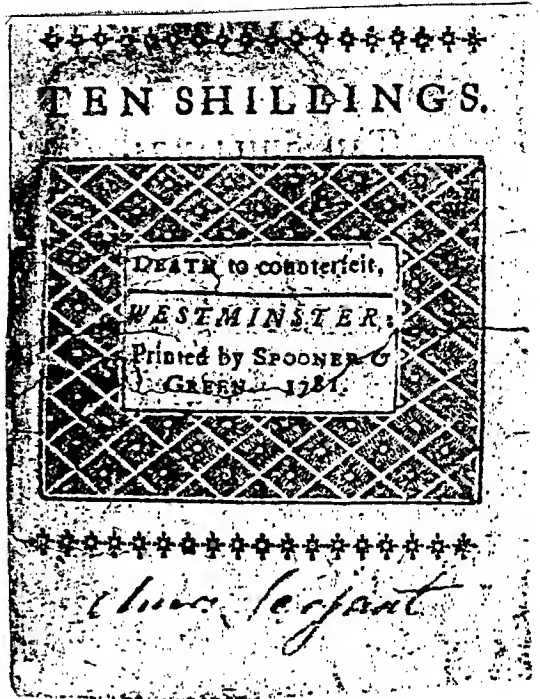 TEN SHILLINGS.
DEATH to counterfeit,
WESTMINSTER:
Printed by SPOONER &
GREEN 1781.